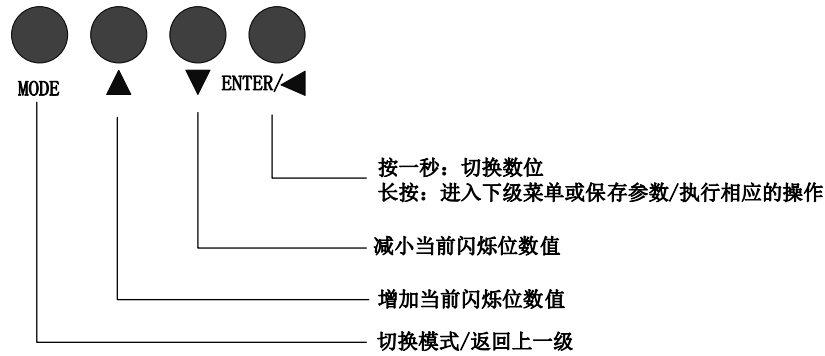 MODE ▲ ▼ ENTER/◀
按一秒：切换数位
长按：进入下级菜单或保存参数/执行相应的操作
减小当前闪烁位数值
增加当前闪烁位数值
切换模式/返回上一级